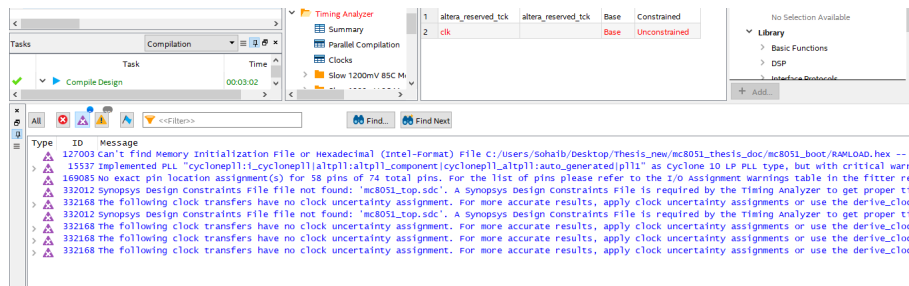 Timing Analyzer
Summary
Parallel Compilation
Clocks
Slow 1200mV 85C M
1 altera_reserved_tck altera_reserved_tck Base Constrained
2 clk Base Unconstrained
No Selection Available
Library
Basic Functions
DSP
Interface Protocols
+ Add...
Tasks Compilation
Task Time
Compile Design 00:03:02
All <<Filter>> Find... Find Next
Type ID Message
127003 Can't find Memory Initialization File or Hexadecimal (Intel-Format) File C:/Users/Sohaib/Desktop/Thesis_new/mc8051_thesis_doc/mc8051_boot/RAMLOAD.hex --
15537 Implemented PLL "cyclonepll:i_cyclonepll|altpll:altpll_component|cyclonepll_altpll:auto_generated|pll1" as Cyclone 10 LP PLL type, but with critical war
169085 No exact pin location assignment(s) for 58 pins of 74 total pins. For the list of pins please refer to the I/O Assignment Warnings table in the fitter re
332012 Synopsys Design Constraints File file not found: 'mc8051_top.sdc'. A Synopsys Design Constraints File is required by the Timing Analyzer to get proper ti
332168 The following clock transfers have no clock uncertainty assignment. For more accurate results, apply clock uncertainty assignments or use the derive_cloc
332012 Synopsys Design Constraints File file not found: 'mc8051_top.sdc'. A Synopsys Design Constraints File is required by the Timing Analyzer to get proper ti
332168 The following clock transfers have no clock uncertainty assignment. For more accurate results, apply clock uncertainty assignments or use the derive_cloc
332168 The following clock transfers have no clock uncertainty assignment. For more accurate results, apply clock uncertainty assignments or use the derive_cloc
332168 The following clock transfers have no clock uncertainty assignment. For more accurate results, apply clock uncertainty assignments or use the derive_cloc